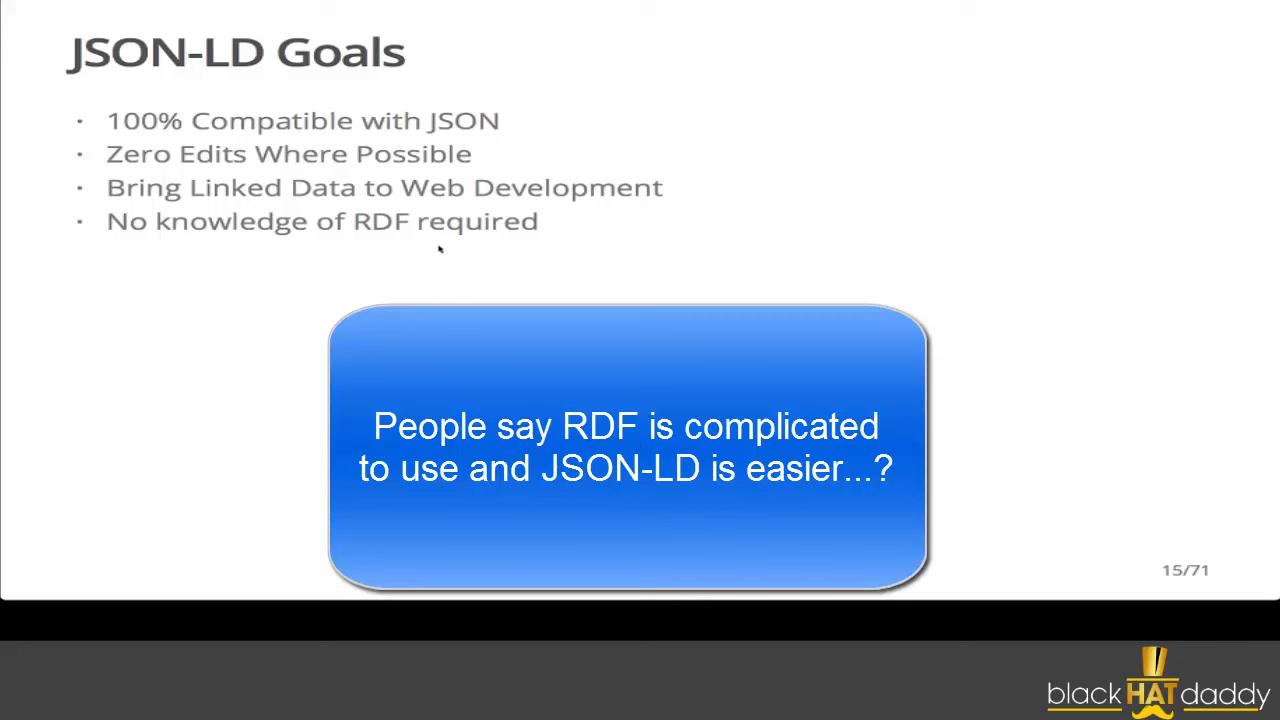 JSON-LD Goals
· 100% Compatible with JSON
· Zero Edits Where Possible
· Bring Linked Data to Web Development
· No knowledge of RDF required
People say RDF is complicated
to use and JSON-LD is easier...?
15/71
blackHATdaddy